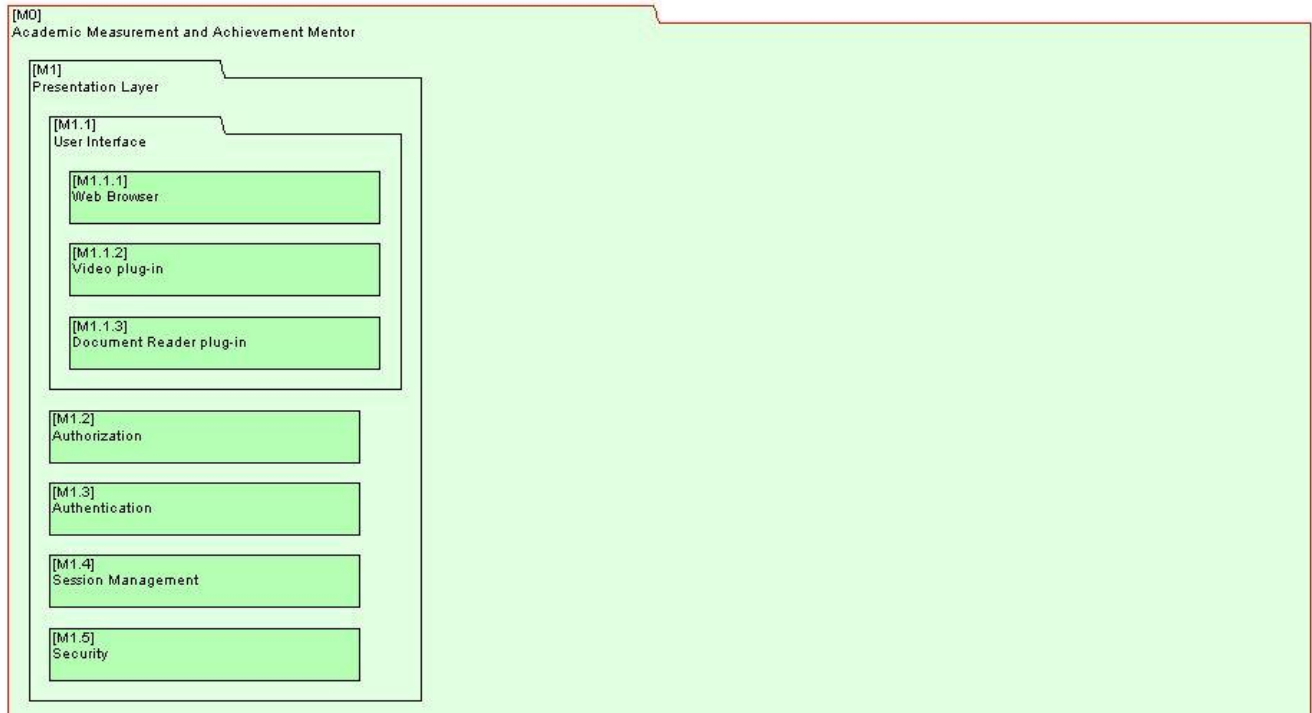 [M0]
Academic Measurement and Achievement Mentor
[M1]
Presentation Layer
[M1.1]
User Interface
[M1.1.1]
Web Browser
[M1.1.2]
Video plug-in
[M1.1.3]
Document Reader plug-in
[M1.2]
Authorization
[M1.3]
Authentication
[M1.4]
Session Management
[M1.5]
Security